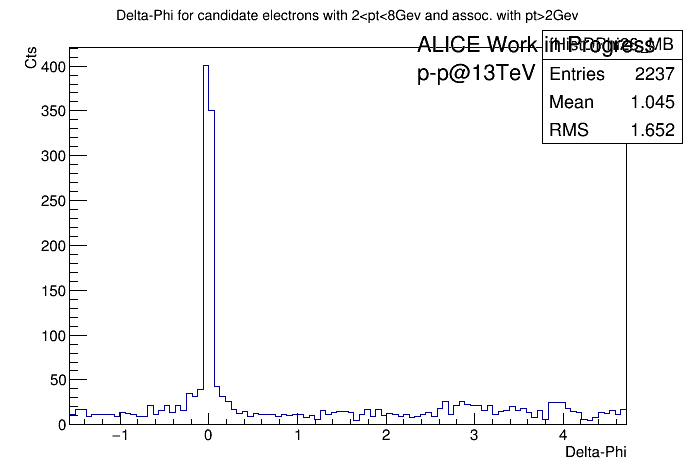 Delta-Phi for candidate electrons with 2<pt<8Gev and assoc. with pt>2Gev
ALICE Work in Progress
p-p@13TeV
MB
Entries 2237
Mean 1.045
RMS 1.652
Cts
400
350
300
250
200
150
100
50
0
−1 0 1 2 3 4
Delta-Phi